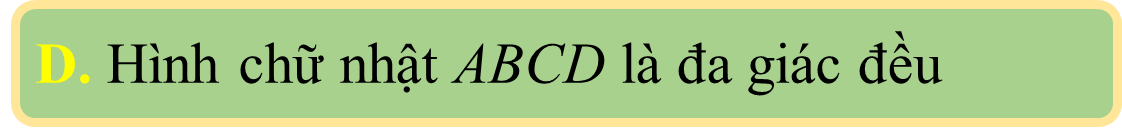 D. Hình chữ nhật ABCD là đa giác đều